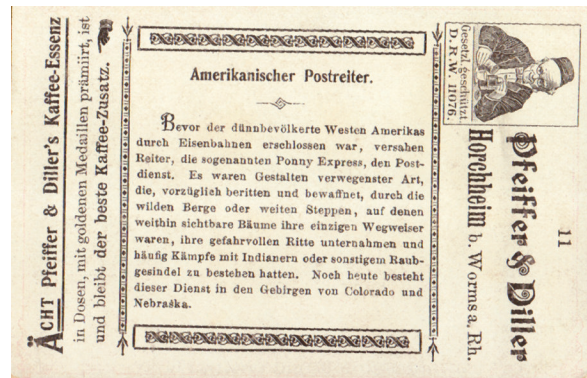 ÄCHT Pfeiffer & Diller's Kaffee-Essenz
in Dosen, mit goldenen Medaillen prämiirt, ist
und bleibt der beste Kaffee-Zusatz.
Amerikanischer Postreiter.
Bevor der dünnbevölkerte Westen Amerikas
durch Eisenbahnen erschlossen war, versahen
Reiter, die sogenannten Ponny Express, den Post-
dienst. Es waren Gestalten verwegenster Art,
die, vorzüglich beritten und bewaffnet, durch die
wilden Berge oder weiten Steppen, auf denen
weithin sichtbare Bäume ihre einzigen Wegweiser
waren, ihre gefahrvollen Ritte unternahmen und
häufig Kämpfe mit Indianern oder sonstigem Raub-
gesindel zu bestehen hatten. Noch heute besteht
dieser Dienst in den Gebirgen von Colorado und
Nebraska.
Gesetzl. geschützt.
D. R. W. 11076.
Horchheim b. Worms a. Rh.
Pfeiffer & Diller
11